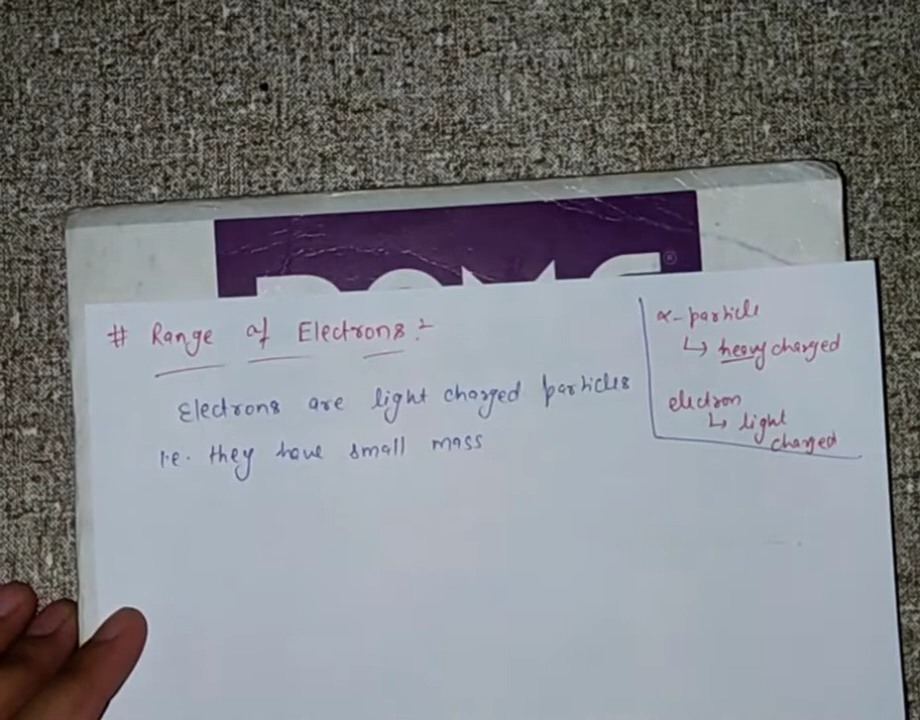 # Range of Electrons:-
Electrons are light charged particles
i.e. they have small mass
α-particle
↳ heavy charged
electron
↳ light
charged
®